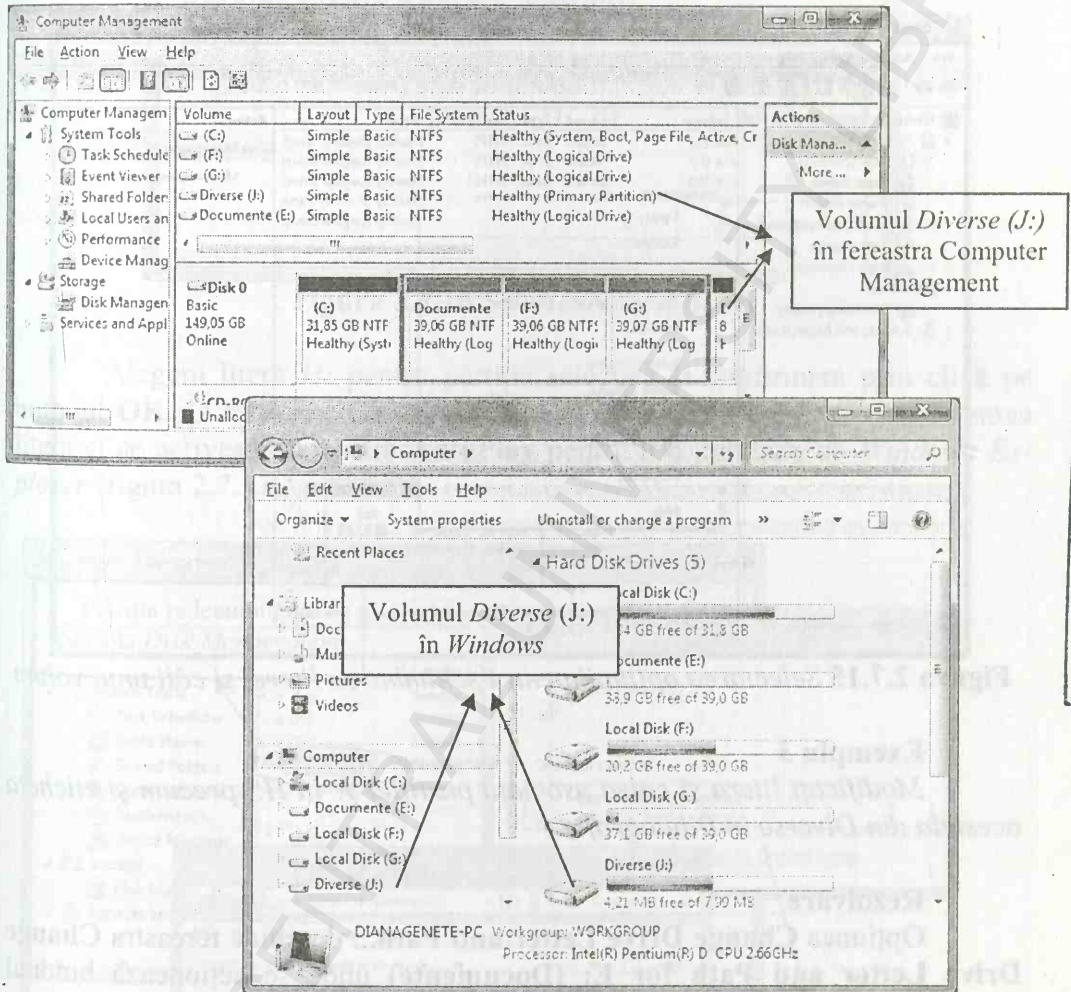 Computer Management
File Action View Help
Computer Managem
System Tools
Task Schedule
Event Viewer
Shared Folder
Local Users an
Performance
Device Manag
Storage
Disk Managen
Services and Appl
Volume Layout Type File System Status
(C:) Simple Basic NTFS Healthy (System, Boot, Page File, Active, Cr
(F:) Simple Basic NTFS Healthy (Logical Drive)
(G:) Simple Basic NTFS Healthy (Logical Drive)
Diverse (J:) Simple Basic NTFS Healthy (Primary Partition)
Documente (E:) Simple Basic NTFS Healthy (Logical Drive)
Actions
Disk Mana...
More ...
Volumul Diverse (J:)
în fereastra Computer
Management
Disk 0
Basic
149,05 GB
Online
(C:)
31,85 GB NTF
Healthy (Syst
Documente
39,06 GB NTF
Healthy (Log
(F:)
39,06 GB NTF
Healthy (Logi
(G:)
39,07 GB NTF
Healthy (Log
8
Unalloc
Computer
Search Computer
File Edit View Tools Help
Organize System properties Uninstall or change a program »
Recent Places
Librar
Doc
Mus
Pictures
Videos
Volumul Diverse (J:)
în Windows
Computer
Local Disk (C:)
Documente (E:)
Local Disk (F:)
Local Disk (G:)
Diverse (J:)
Hard Disk Drives (5)
cal Disk (C:)
4 GB free of 31,8 GB
ocumente (E:)
38,9 GB free of 39,0 GB
Local Disk (F:)
20,2 GB free of 39,0 GB
Local Disk (G:)
37,1 GB free of 39,0 GB
Diverse (J:)
4,21 MB free of 7,99 MB
DIANAGENETE-PC Workgroup: WORKGROUP
Processor: Intel(R) Pentium(R) D CPU 2.66GHz